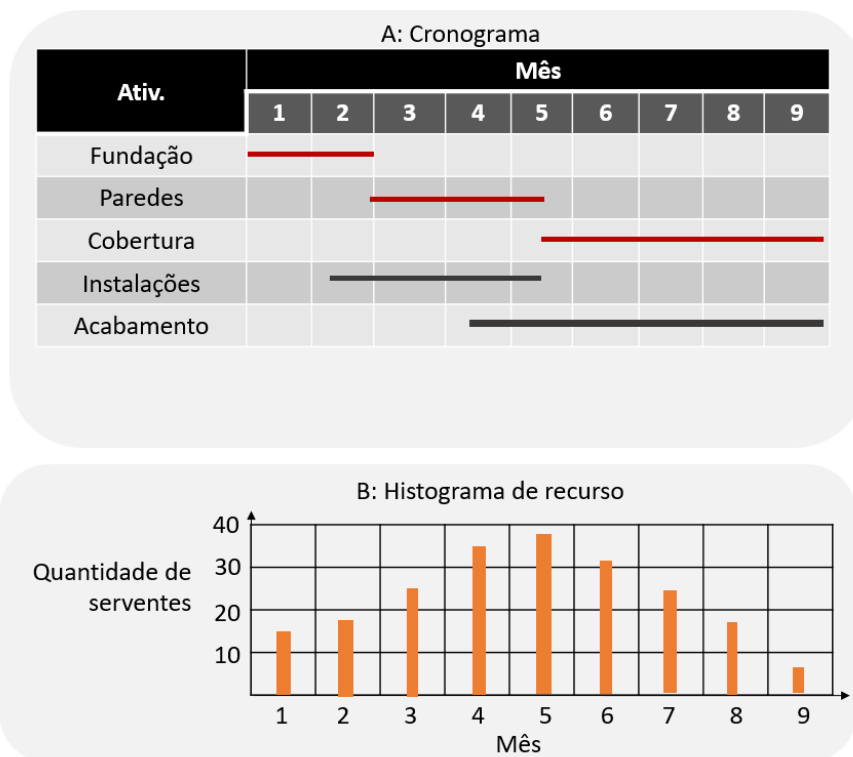 A: Cronograma
Ativ.
Mês
1 2 3 4 5 6 7 8 9
Fundação
Paredes
Cobertura
Instalações
Acabamento
B: Histograma de recurso
Quantidade de
serventes
40
30
20
10
1 2 3 4 5 6 7 8 9
Mês